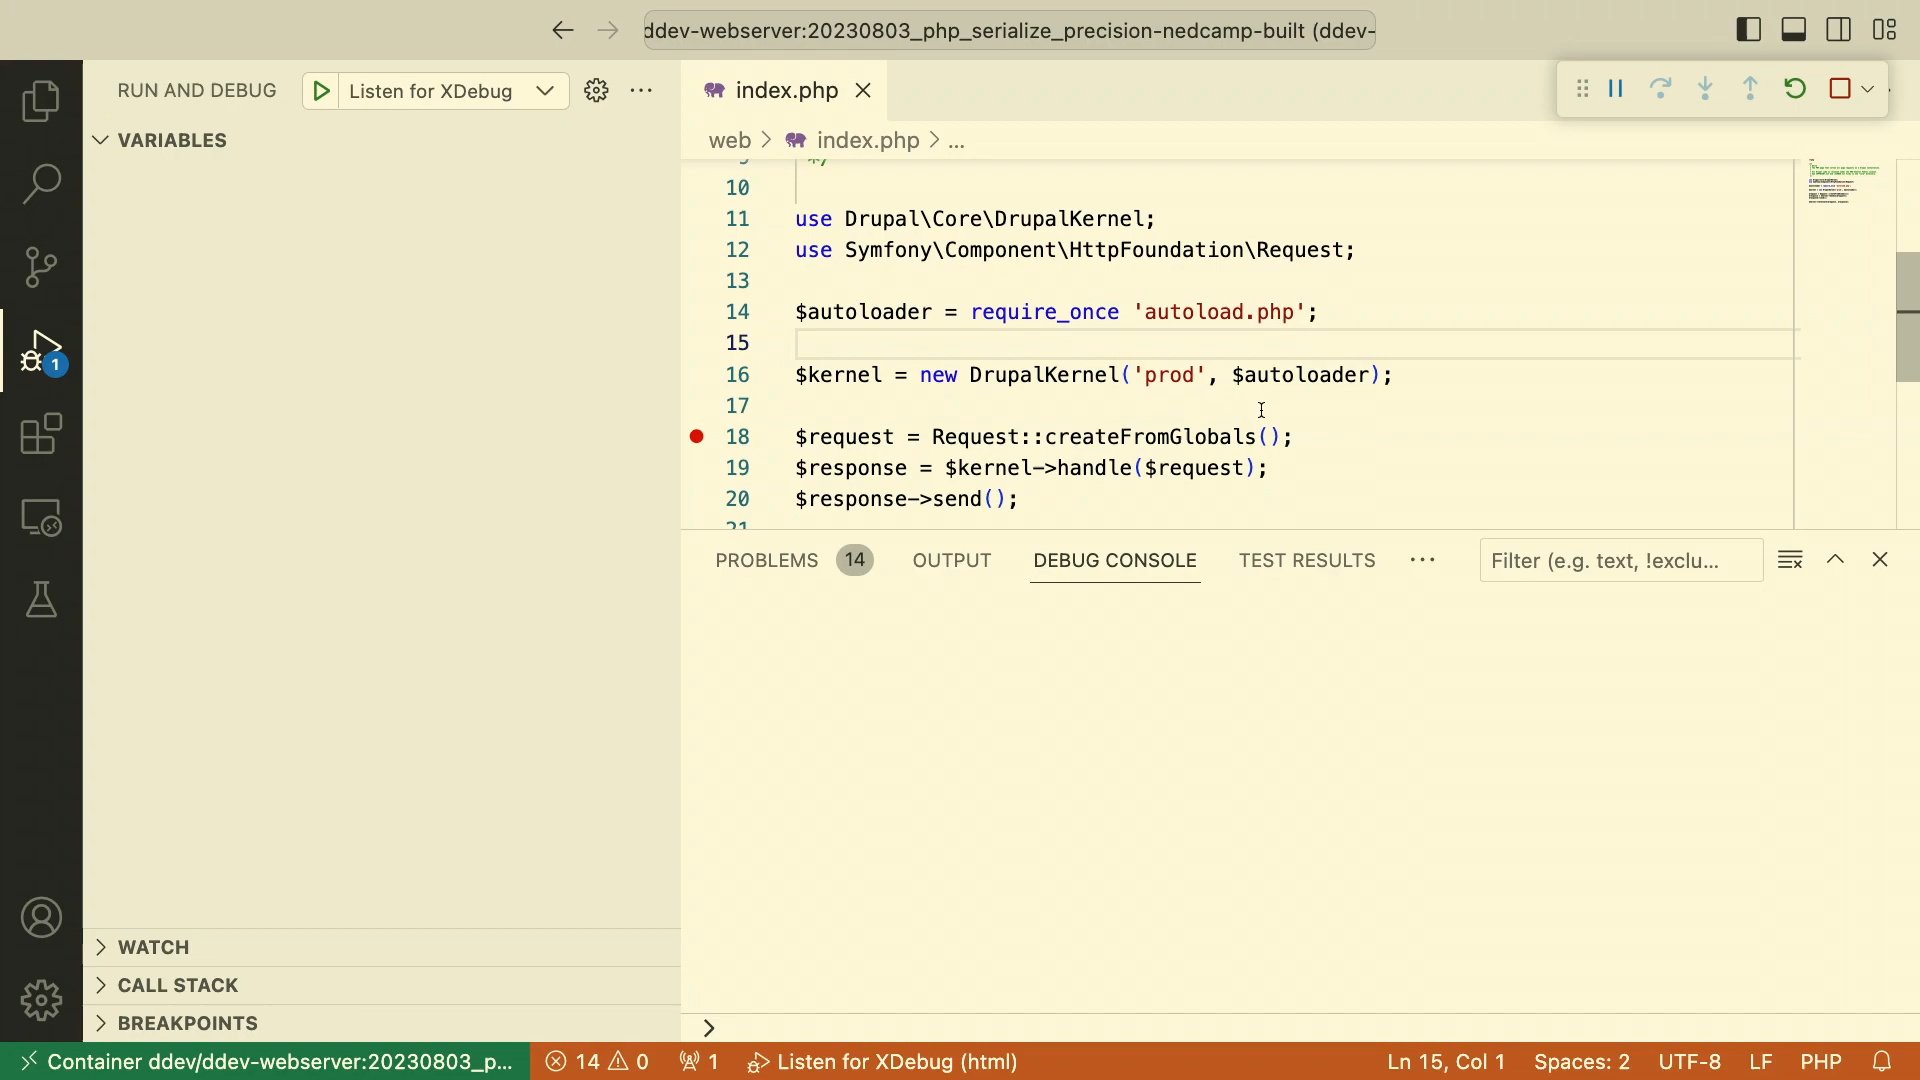 ddev-webserver:20230803_php_serialize_precision-nedcamp-built (ddev-
RUN AND DEBUG
Listen for XDebug
index.php
VARIABLES
web > index.php > ...
9 */
10
11 use Drupal\Core\DrupalKernel;
12 use Symfony\Component\HttpFoundation\Request;
13
14 $autoloader = require_once 'autoload.php';
15
16 $kernel = new DrupalKernel('prod', $autoloader);
17
18 $request = Request::createFromGlobals();
19 $response = $kernel->handle($request);
20 $response->send();
21
1
PROBLEMS 14 OUTPUT DEBUG CONSOLE TEST RESULTS ... Filter (e.g. text, !exclu...
WATCH
CALL STACK
BREAKPOINTS
>
Container ddev/ddev-webserver:20230803_p... 14 0 1 Listen for XDebug (html) Ln 15, Col 1 Spaces: 2 UTF-8 LF PHP